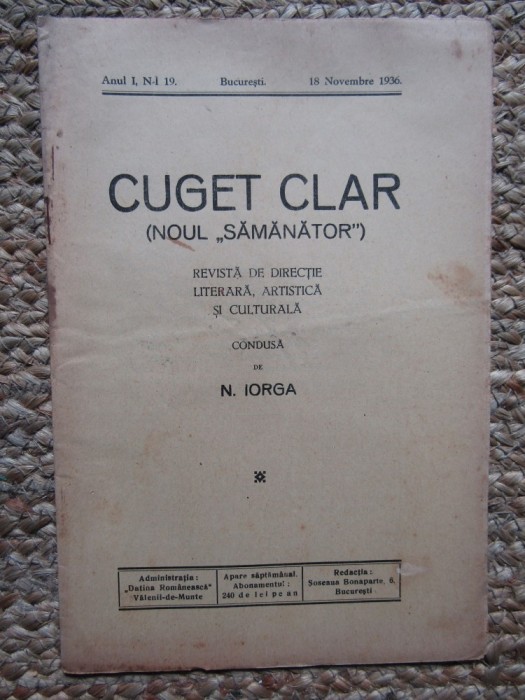 Anul I, N-l 19. București. 18 Novembre 1936.
CUGET CLAR
(NOUL „SĂMĂNĂTOR”)
REVISTĂ DE DIRECȚIE
LITERARĂ, ARTISTICĂ
ȘI CULTURALĂ
CONDUSĂ
DE
N. IORGA
Administrația:
„Datina Românească”
Vălenii-de-Munte
Apare săptămânal.
Abonamentul:
240 de lei pe an
Redacția:
Șoseaua Bonaparte, 6,
București